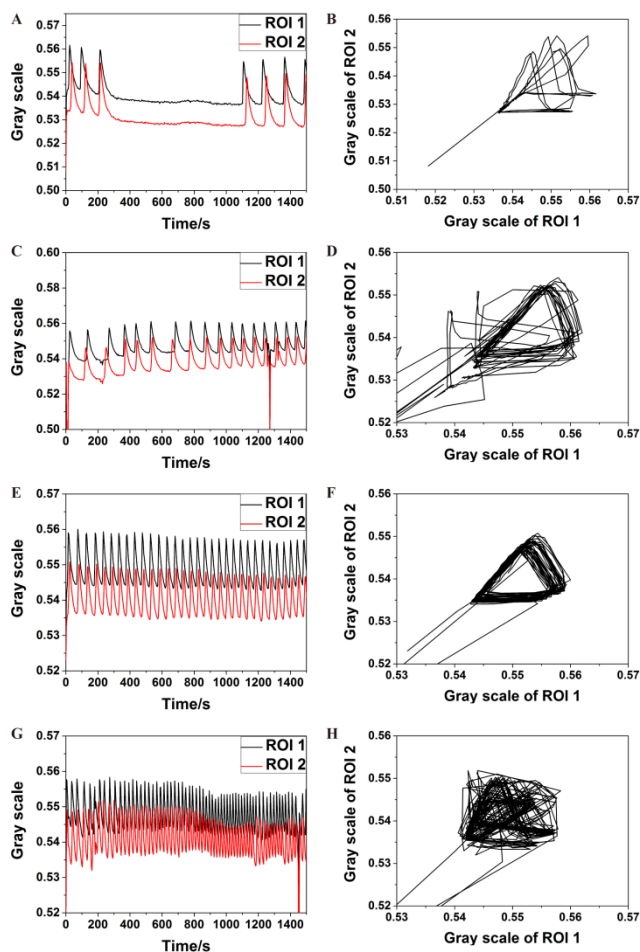 A
ROI 1
ROI 2
Gray scale
0.57
0.56
0.55
0.54
0.53
0.52
0.51
0.50
0 200 400 600 800 1000 1200 1400
Time/s
B
Gray scale of ROI 2
0.56
0.55
0.54
0.53
0.52
0.51
0.50
0.51 0.52 0.53 0.54 0.55 0.56 0.57
Gray scale of ROI 1
C
ROI 1
ROI 2
Gray scale
0.60
0.58
0.56
0.54
0.52
0.50
0 200 400 600 800 1000 1200 1400
Time/s
D
Gray scale of ROI 2
0.56
0.55
0.54
0.53
0.52
0.53 0.54 0.55 0.56 0.57
Gray scale of ROI 1
E
ROI 1
ROI 2
Gray scale
0.57
0.56
0.55
0.54
0.53
0.52
0 200 400 600 800 1000 1200 1400
Time/s
F
Gray scale of ROI 2
0.56
0.55
0.54
0.53
0.52
0.53 0.54 0.55 0.56 0.57
Gray scale of ROI 1
G
ROI 1
ROI 2
Gray scale
0.57
0.56
0.55
0.54
0.53
0.52
0 200 400 600 800 1000 1200 1400
Time/s
H
Gray scale of ROI 2
0.56
0.55
0.54
0.53
0.52
0.53 0.54 0.55 0.56 0.57
Gray scale of ROI 1